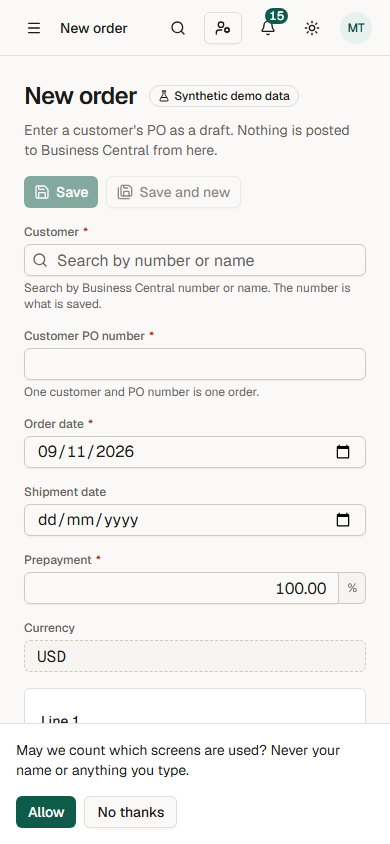 New order
15
MT
New order
Synthetic demo data
Enter a customer's PO as a draft. Nothing is posted
to Business Central from here.
Save
Save and new
Customer *
Search by number or name
Search by Business Central number or name. The number is
what is saved.
Customer PO number *
One customer and PO number is one order.
Order date *
09/11/2026
Shipment date
dd/mm/yyyy
Prepayment *
100.00 %
Currency
USD
Line 1
May we count which screens are used? Never your
name or anything you type.
Allow
No thanks